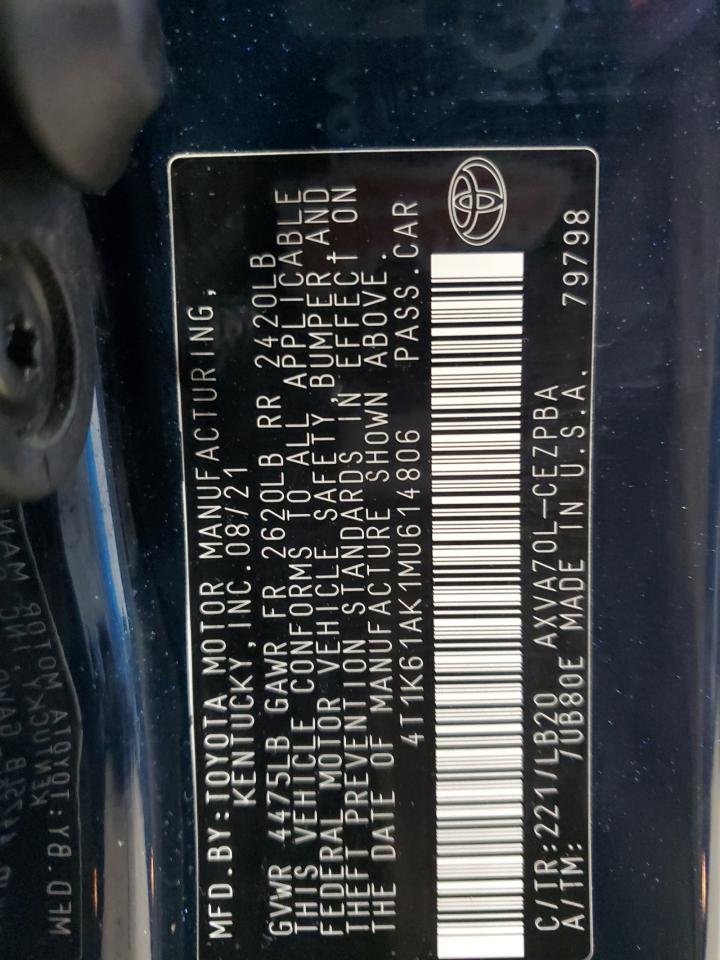 MFD.BY:TOYOTA MOTOR MANUFACTURING,
KENTUCKY, INC. 08/21
GVWR 4475LB GAWR FR 2620LB RR 2420LB
THIS VEHICLE CONFORMS TO ALL APPLICABLE
FEDERAL MOTOR VEHICLE SAFETY, BUMPER, AND
THEFT PREVENTION STANDARDS IN EFFECT ON
THE DATE OF MANUFACTURE SHOWN ABOVE.
4T1K61AK1MU614806 PASS.CAR
C/TR:221/LB20 AXVA70L-CEZPBA 79798
A/TM: /UB80E MADE IN U.S.A.